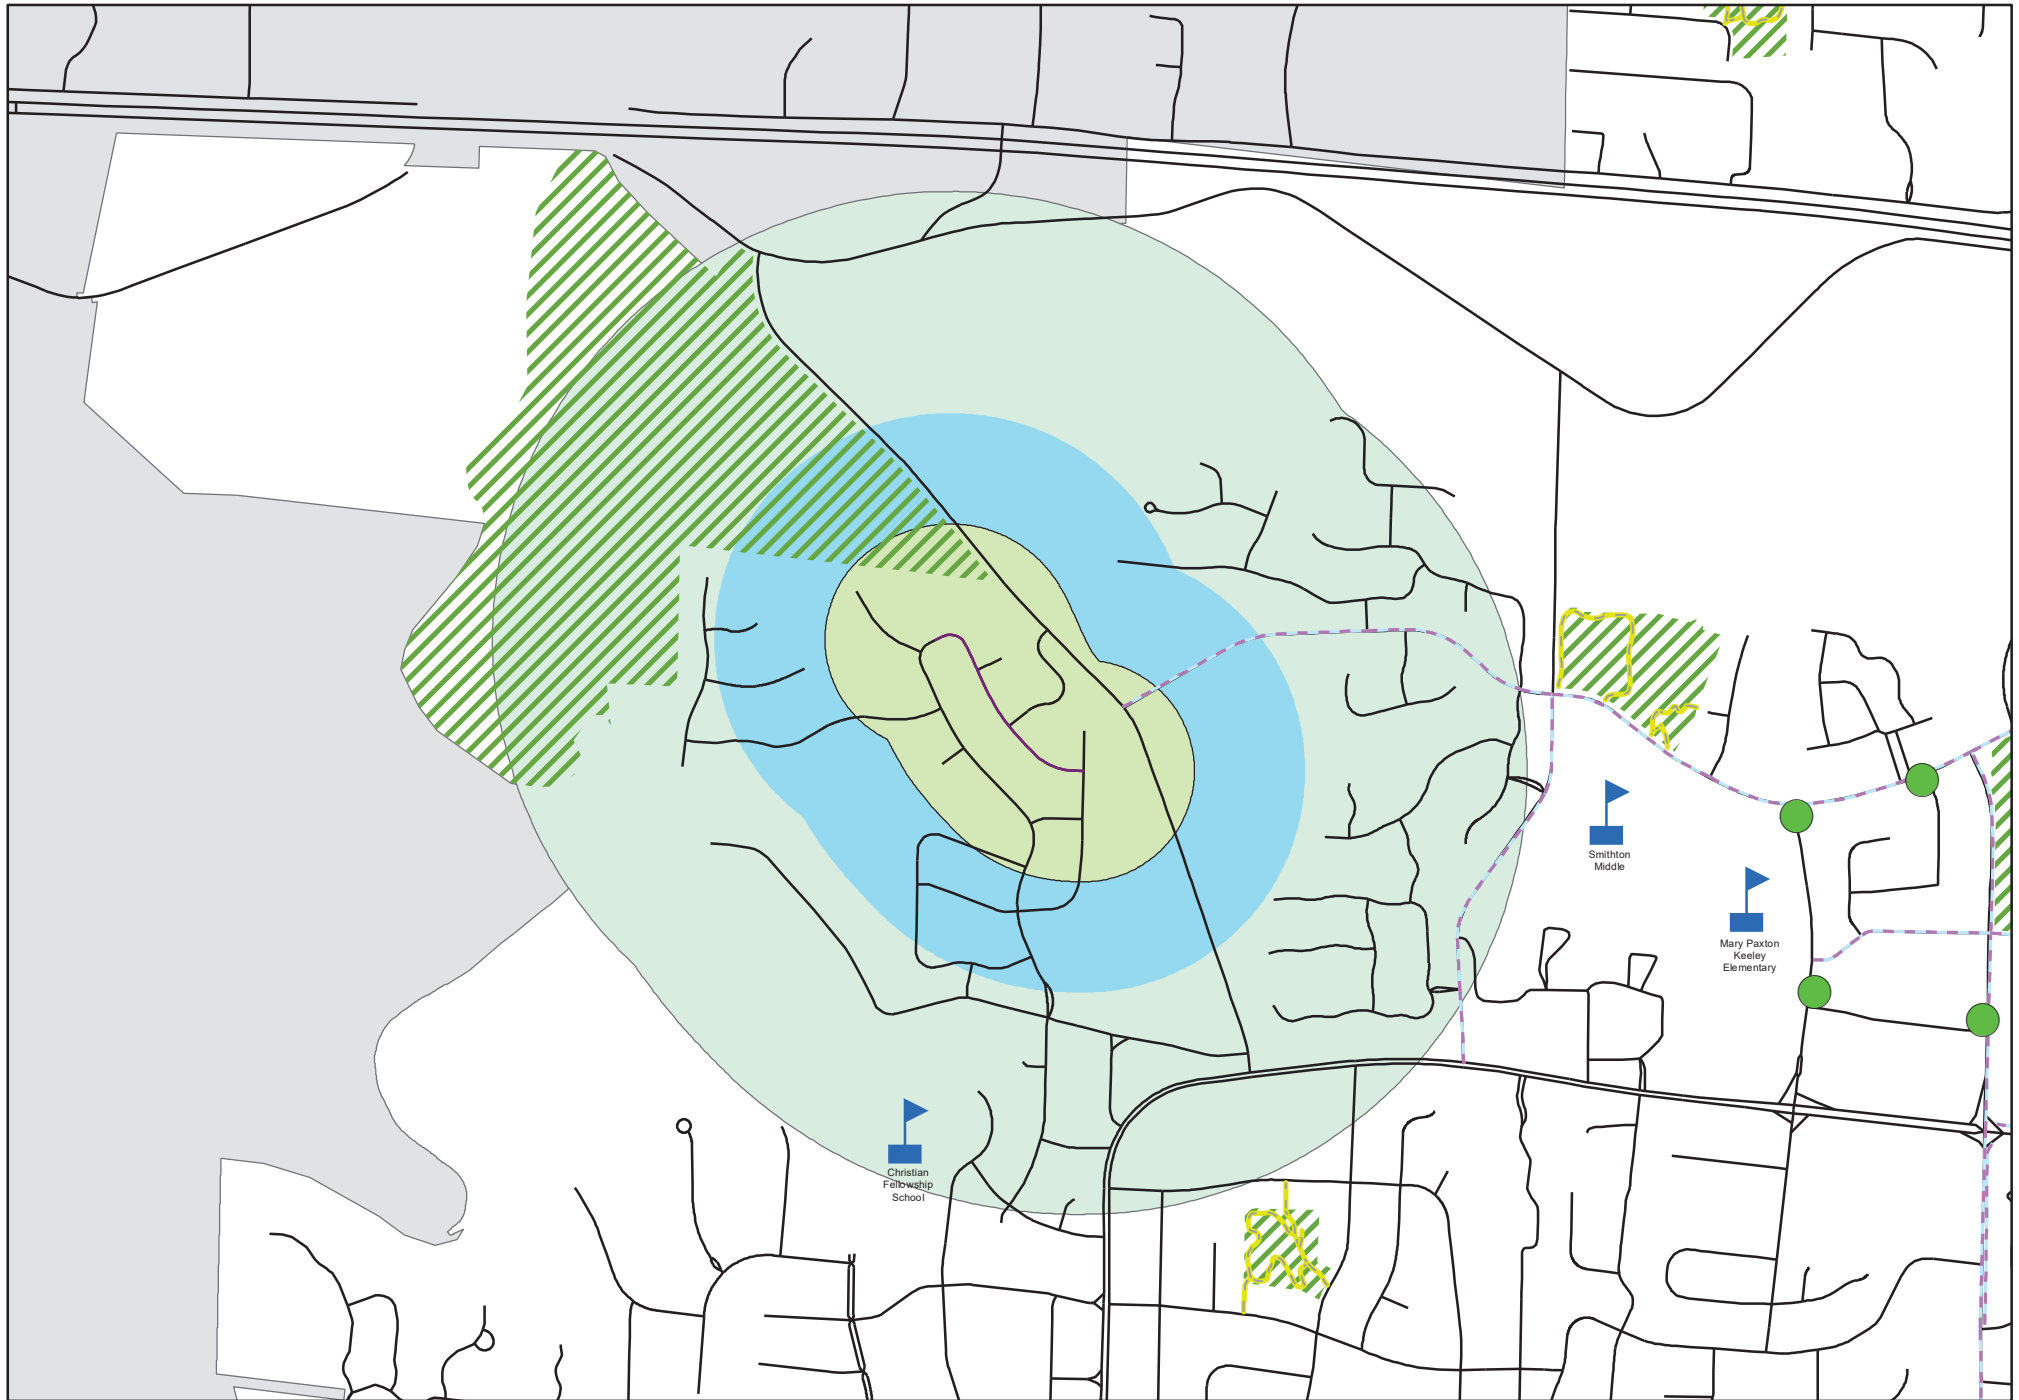 Smithton
Middle
Mary Paxton
Keeley
Elementary
Christian
Fellowship
School